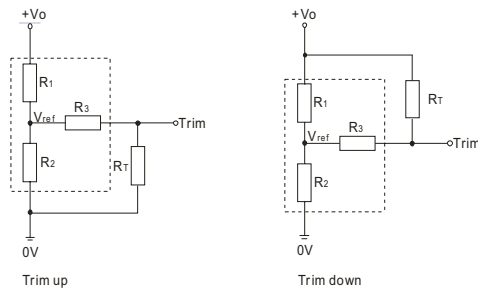 +Vo
R1
R3
Vref
Trim
R2
RT
0V
Trim up
+Vo
R1
RT
R3
Vref
Trim
R2
0V
Trim down